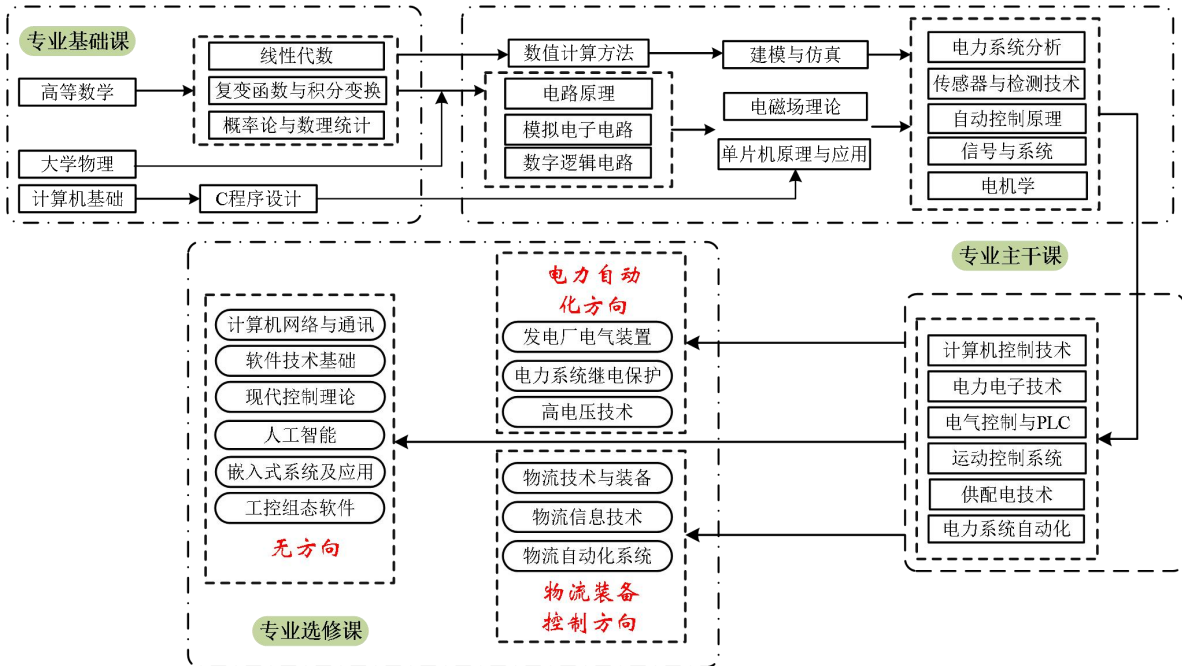 专业基础课
高等数学
线性代数
复变函数与积分变换
概率论与数理统计
大学物理
计算机基础
C程序设计
数值计算方法
电路原理
模拟电子电路
数字逻辑电路
建模与仿真
电磁场理论
单片机原理与应用
电力系统分析
传感器与检测技术
自动控制原理
信号与系统
电机学
专业主干课
计算机控制技术
电力电子技术
电气控制与PLC
运动控制系统
供配电技术
电力系统自动化
电力自动
化方向
发电厂电气装置
电力系统继电保护
高电压技术
物流技术与装备
物流信息技术
物流自动化系统
物流装备
控制方向
计算机网络与通讯
软件技术基础
现代控制理论
人工智能
嵌入式系统及应用
工控组态软件
无方向
专业选修课